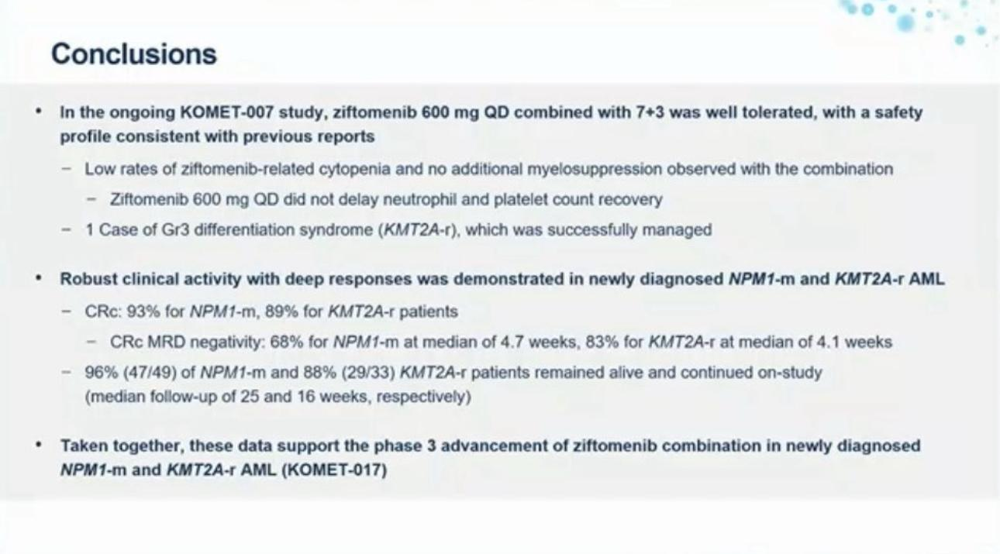 Conclusions
• In the ongoing KOMET-007 study, ziftomenib 600 mg QD combined with 7+3 was well tolerated, with a safety
profile consistent with previous reports
– Low rates of ziftomenib-related cytopenia and no additional myelosuppression observed with the combination
– Ziftomenib 600 mg QD did not delay neutrophil and platelet count recovery
– 1 Case of Gr3 differentiation syndrome (KMT2A-r), which was successfully managed
• Robust clinical activity with deep responses was demonstrated in newly diagnosed NPM1-m and KMT2A-r AML
– CRc: 93% for NPM1-m, 89% for KMT2A-r patients
– CRc MRD negativity: 68% for NPM1-m at median of 4.7 weeks, 83% for KMT2A-r at median of 4.1 weeks
– 96% (47/49) of NPM1-m and 88% (29/33) KMT2A-r patients remained alive and continued on-study
(median follow-up of 25 and 16 weeks, respectively)
• Taken together, these data support the phase 3 advancement of ziftomenib combination in newly diagnosed
NPM1-m and KMT2A-r AML (KOMET-017)